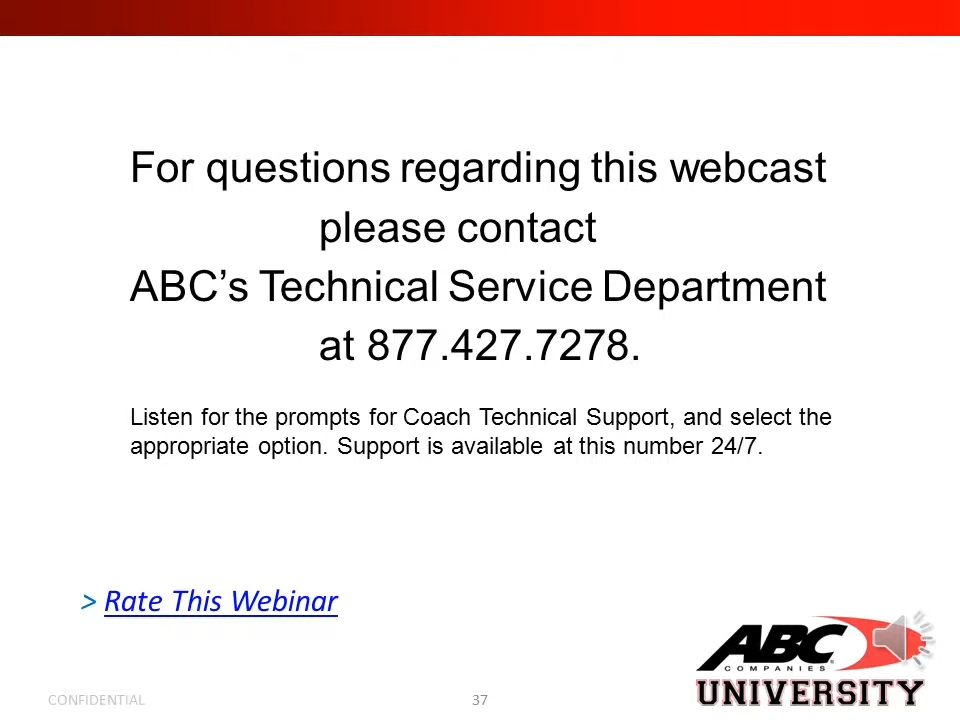 For questions regarding this webcast
please contact
ABC’s Technical Service Department
at 877.427.7278.
Listen for the prompts for Coach Technical Support, and select the
appropriate option. Support is available at this number 24/7.
> Rate This Webinar
ABC
COMPANIES
UNIVERSITY
CONFIDENTIAL
37